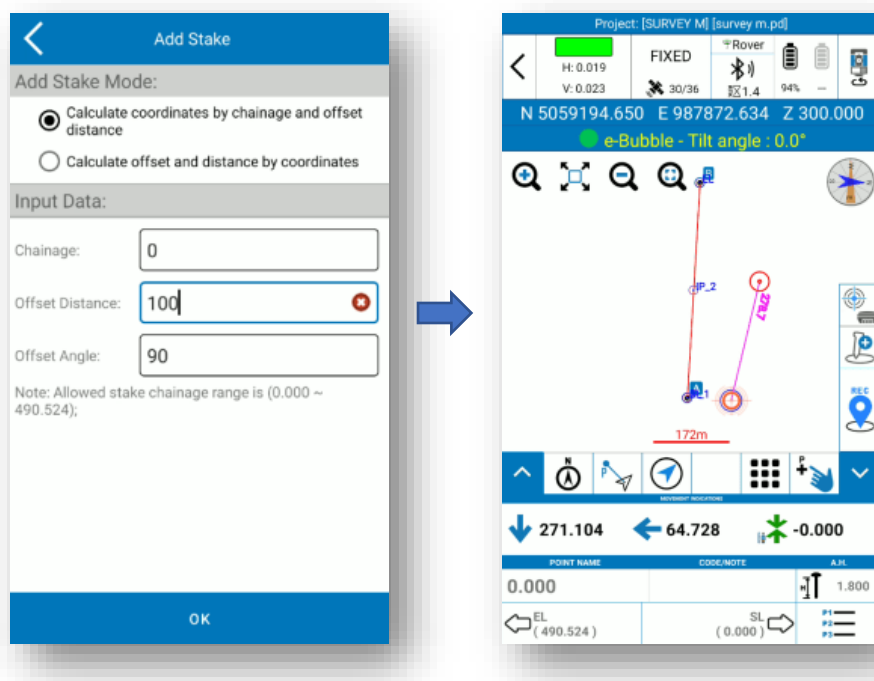 Add Stake
Add Stake Mode:
Calculate coordinates by chainage and offset
distance
Calculate offset and distance by coordinates
Input Data:
Chainage:
0
Offset Distance:
100
Offset Angle:
90
Note: Allowed stake chainage range is (0.000 ~
490.524);
OK
Project: [SURVEY M] [survey m.pd]
H: 0.019
V: 0.023
FIXED
30/36
Rover
1.4
94%
--
N 5059194.650 E 987872.634 Z 300.000
e-Bubble - Tilt angle : 0.0°
B
iP_2
278.7
A
172m
REC
N
P
P
MOVEMENT INDICATIONS
271.104
64.728
-0.000
POINT NAME
CODE/NOTE
A.H.
0.000
1.800
EL
( 490.524 )
SL
( 0.000 )
P1
P2
P3